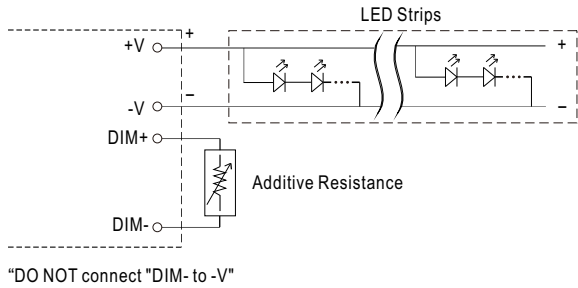 LED Strips
+V
+
+
-V
–
–
DIM+
Additive Resistance
DIM-
“DO NOT connect "DIM- to -V"